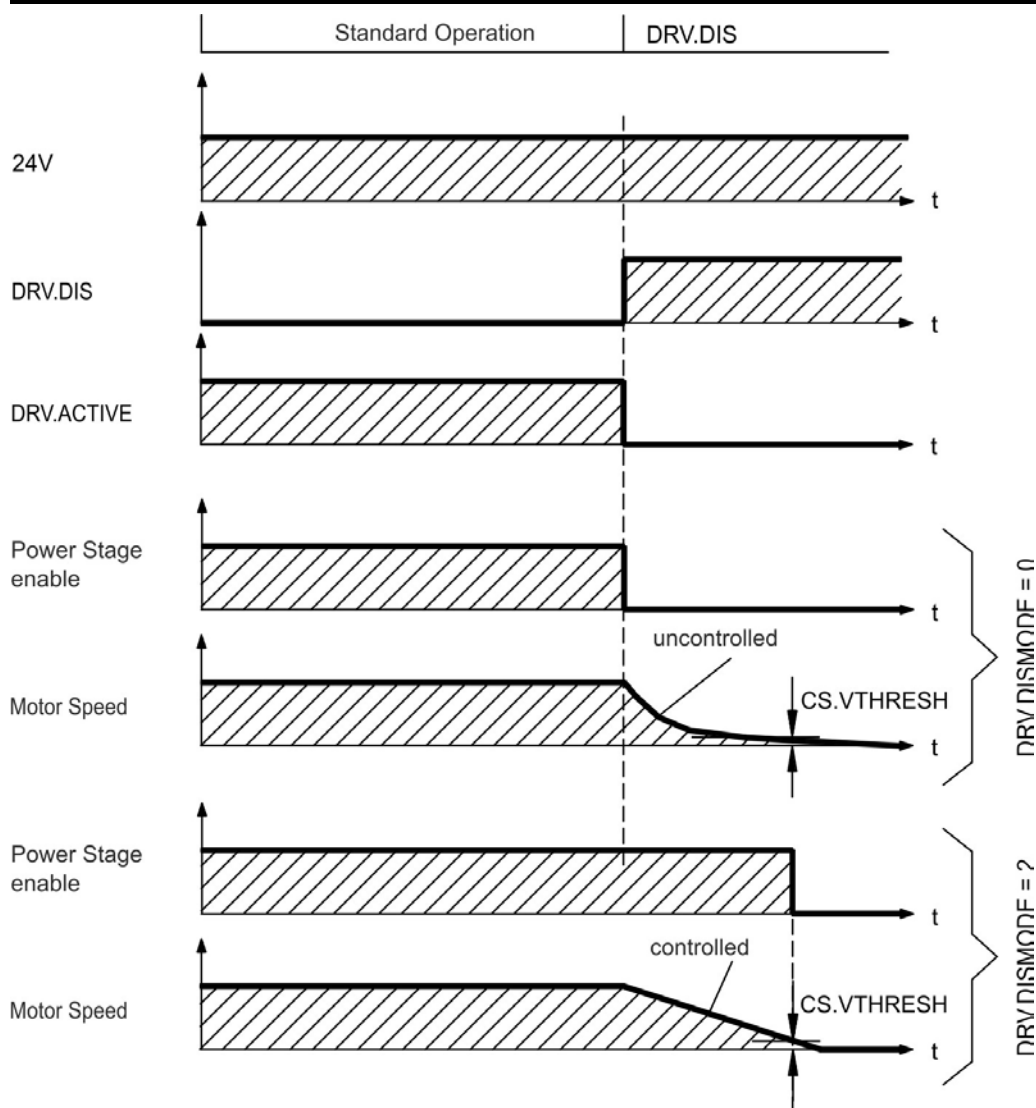 Standard Operation
DRV.DIS
24V
t
DRV.DIS
t
DRV.ACTIVE
t
Power Stage
enable
t
uncontrolled
Motor Speed
CS.VTHRESH
t
DRV.DISMODE = 0
Power Stage
enable
t
controlled
Motor Speed
CS.VTHRESH
t
DRV.DISMODE = 2